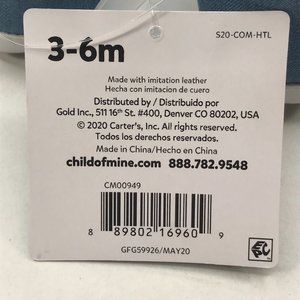 S20-COM-HTL
3-6m
Made with imitation leather
Hecha con imitacion de cuero
Distributed by / Distribuido por
Gold Inc., 511 16th St. #400, Denver CO 80202, USA
© 2020 Carter's, Inc. All rights reserved.
Todos los derechos reservados.
Made in China/Hecho en China
childofmine.com 888.782.9548
CM00949
8 89802 16960 9
GFG59926/MAY20